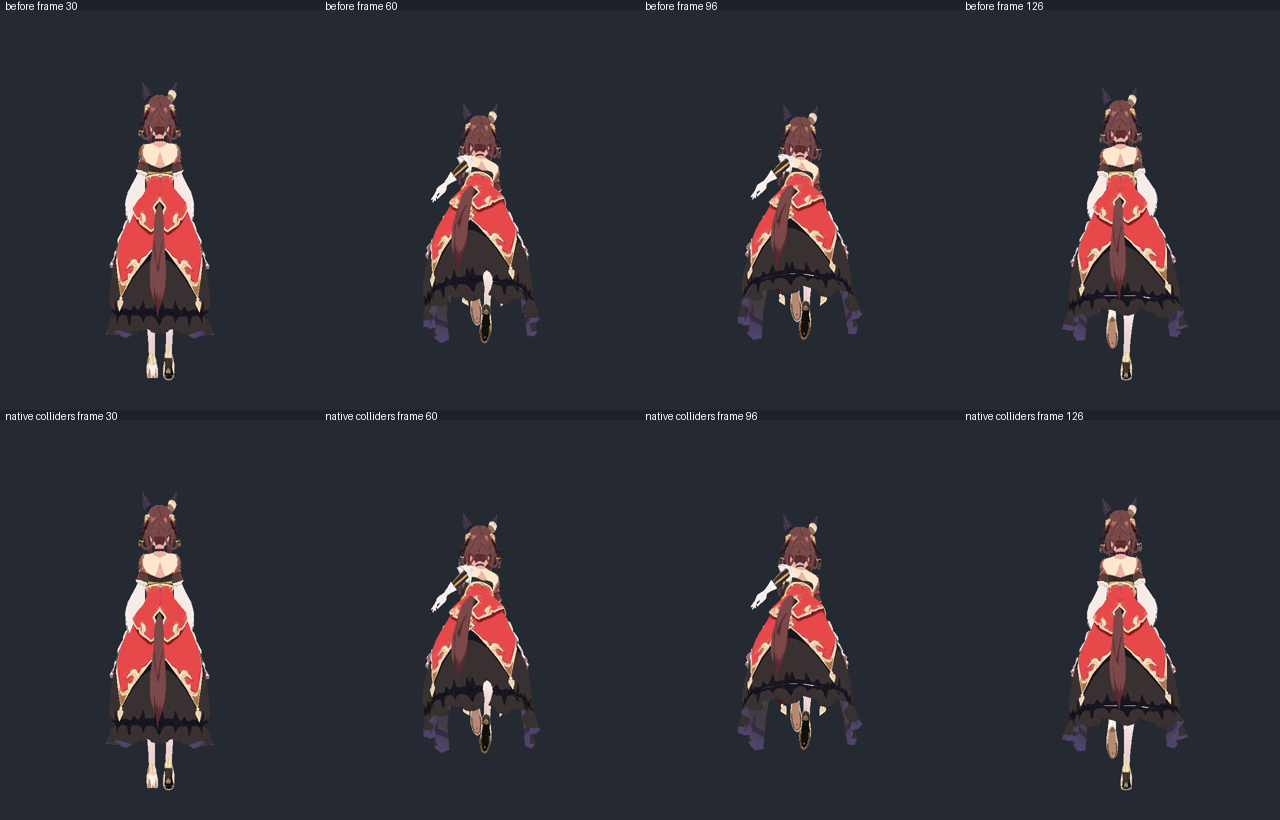 before frame 30
before frame 60
before frame 96
before frame 126
native colliders frame 30
native colliders frame 60
native colliders frame 96
native colliders frame 126